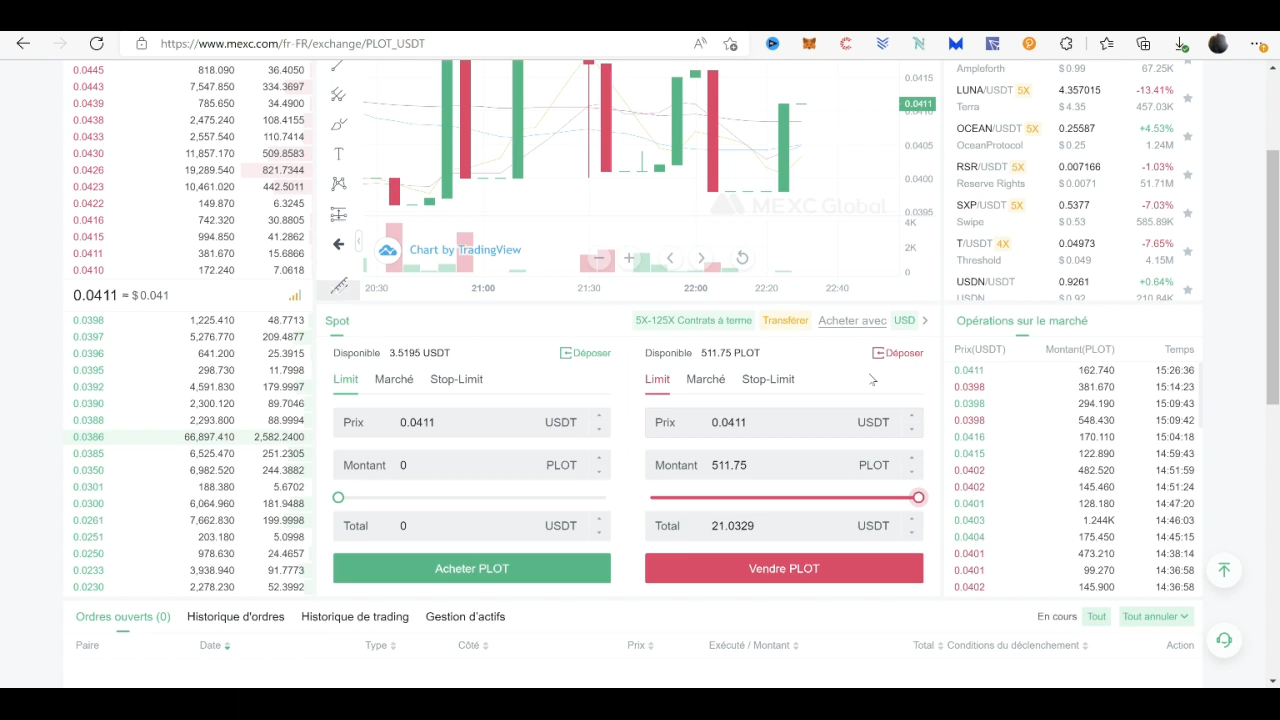 https://www.mexc.com/fr-FR/exchange/PLOT_USDT
0.0445 818.090 36.4050
0.0443 7,547.850 334.3697
0.0439 785.650 34.4900
0.0438 2,475.240 108.4155
0.0433 2,557.540 110.7414
0.0430 11,857.170 509.8583
0.0426 19,289.540 821.7344
0.0423 10,461.020 442.5011
0.0422 149.870 6.3245
0.0416 742.320 30.8805
0.0415 994.850 41.2862
0.0411 381.670 15.6866
0.0410 172.240 7.0618
0.0411 ≈ $0.041
0.0398 1,225.410 48.7713
0.0397 5,276.770 209.4877
0.0396 641.200 25.3915
0.0395 298.730 11.7998
0.0392 4,591.830 179.9997
0.0390 2,300.120 89.7046
0.0388 2,293.800 88.9994
0.0386 66,897.410 2,582.2400
0.0385 6,525.470 251.2305
0.0350 6,982.520 244.3882
0.0301 188.380 5.6702
0.0300 6,064.960 181.9488
0.0261 7,662.830 199.9998
0.0251 203.180 5.0998
0.0250 978.630 24.4657
0.0233 3,938.940 91.7773
0.0230 2,278.230 52.3992
0.0415
0.0411
0.0405
0.0400
0.0395
4K
2K
0
MEXC Global
Chart by TradingView
20:30 21:00 21:30 22:00 22:20 22:40
Ampleforth $0.99 67.25K
LUNA/USDT 5X 4.357015 -13.41%
Terra $4.35 457.03K
OCEAN/USDT 5X 0.25587 +4.53%
OceanProtocol $0.25 1.24M
RSR/USDT 5X 0.007166 -1.03%
Reserve Rights $0.0071 51.71M
SXP/USDT 5X 0.5377 -7.03%
Swipe $0.53 585.89K
T/USDT 4X 0.04973 -7.65%
Threshold $0.049 4.15M
USDN/USDT 0.9261 +0.64%
USDN $0.92 210.84K
Spot 5X-125X Contrats à terme Transférer Acheter avec USD
Disponible 3.5195 USDT Déposer
Limit Marché Stop-Limit
Prix 0.0411 USDT
Montant 0 PLOT
Total 0 USDT
Acheter PLOT
Disponible 511.75 PLOT Déposer
Limit Marché Stop-Limit
Prix 0.0411 USDT
Montant 511.75 PLOT
Total 21.0329 USDT
Vendre PLOT
Opérations sur le marché
Prix(USDT) Montant(PLOT) Temps
0.0411 162.740 15:26:36
0.0398 381.670 15:14:23
0.0398 294.190 15:09:43
0.0398 548.430 15:09:42
0.0416 170.110 15:04:18
0.0415 122.890 14:59:43
0.0402 482.520 14:51:59
0.0402 145.460 14:51:24
0.0401 128.180 14:47:20
0.0403 1.244K 14:46:03
0.0404 175.450 14:45:15
0.0401 473.210 14:38:14
0.0401 99.270 14:36:58
0.0402 145.900 14:36:58
Ordres ouverts (0) Historique d'ordres Historique de trading Gestion d'actifs En cours Tout Tout annuler
Paire Date Type Côté Prix Exécuté / Montant Total Conditions du déclenchement Action